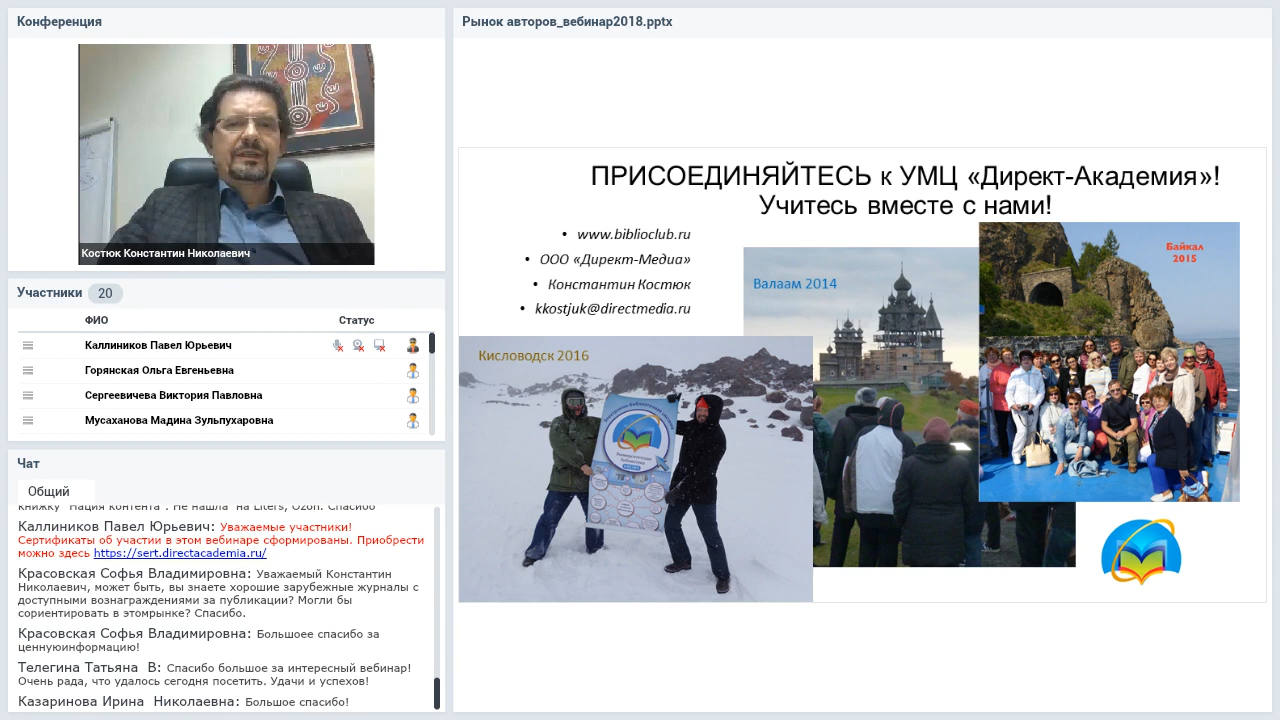 Конференция
Костюк Константин Николаевич
Участники 20
ФИО Статус
Каллиников Павел Юрьевич
Горянская Ольга Евгеньевна
Сергеевичева Виктория Павловна
Мусаханова Мадина Зульпухаровна
Чат
Общий
книжку "Нация контента". Не нашла на Liters, Ozon. Спасибо
Каллиников Павел Юрьевич: Уважаемые участники!
Сертификаты об участии в этом вебинаре сформированы. Приобрести
можно здесь https://sert.directacademia.ru/
Красовская Софья Владимировна: Уважаемый Константин
Николаевич, может быть, вы знаете хорошие зарубежные журналы с
доступными вознаграждениями за публикации? Могли бы
сориентировать в этомрынке? Спасибо.
Красовская Софья Владимировна: Большоее спасибо за
ценнуюинформацию!
Телегина Татьяна В: Спасибо большое за интересный вебинар!
Очень рада, что удалось сегодня посетить. Удачи и успехов!
Казаринова Ирина Николаевна: Большое спасибо!
Рынок авторов_вебинар2018.pptx
ПРИСОЕДИНЯЙТЕСЬ к УМЦ «Директ-Академия»!
Учитесь вместе с нами!
• www.biblioclub.ru
• ООО «Директ-Медиа»
• Константин Костюк
• kkostjuk@directmedia.ru
Валаам 2014
Байкал
2015
Кисловодск 2016